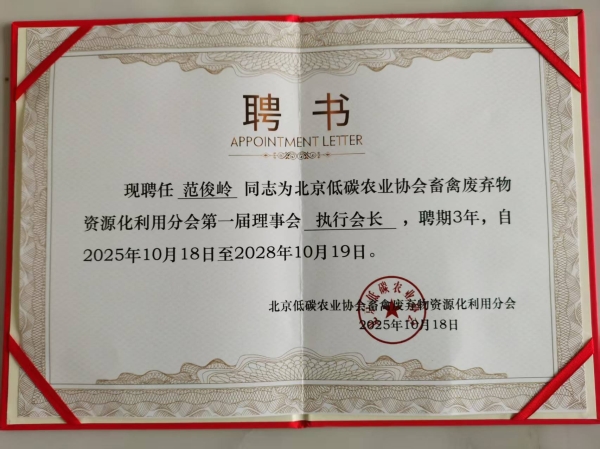 聘书
APPOINTMENT LETTER
现聘任 范俊岭 同志为北京低碳农业协会畜禽废弃物
资源化利用分会第一届理事会 执行会长 ，聘期3年，自
2025年10月18日至2028年10月19日。
北京低碳农业协会畜禽废弃物资源化利用分会
2025年10月18日